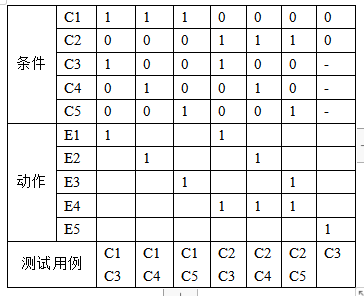 条件 C1 1 1 1 0 0 0 0
C2 0 0 0 1 1 1 0
C3 1 0 0 1 0 0 -
C4 0 1 0 0 1 0 -
C5 0 0 1 0 0 1 -
动作 E1 1 1
E2 1 1
E3 1 1
E4 1 1 1
E5 1
测试用例 C1 C1 C1 C2 C2 C2 C3
C3 C4 C5 C3 C4 C5